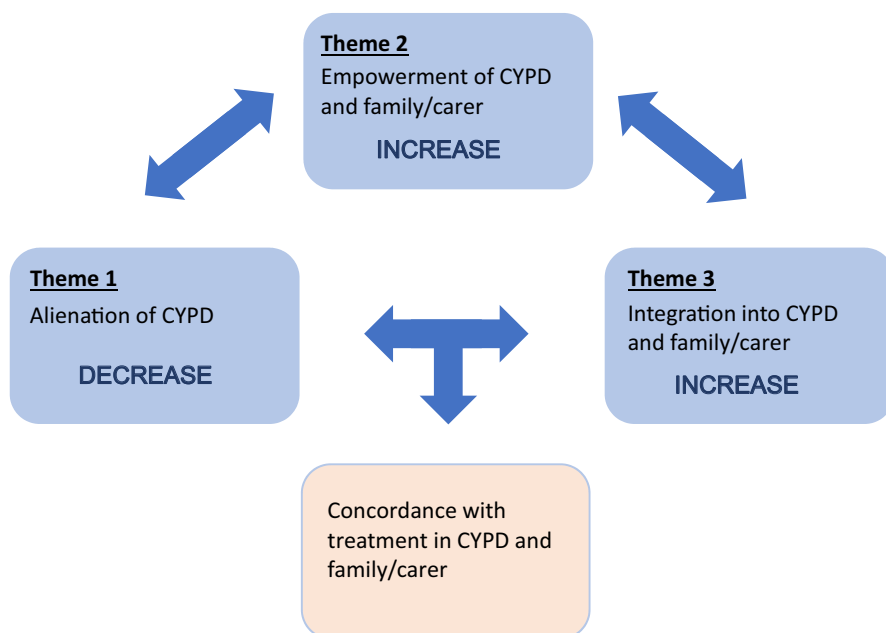 Theme 2
Empowerment of CYPD
and family/carer
INCREASE
Theme 1
Alienation of CYPD
DECREASE
Theme 3
Integration into CYPD
and family/carer
INCREASE
Concordance with
treatment in CYPD and
family/carer